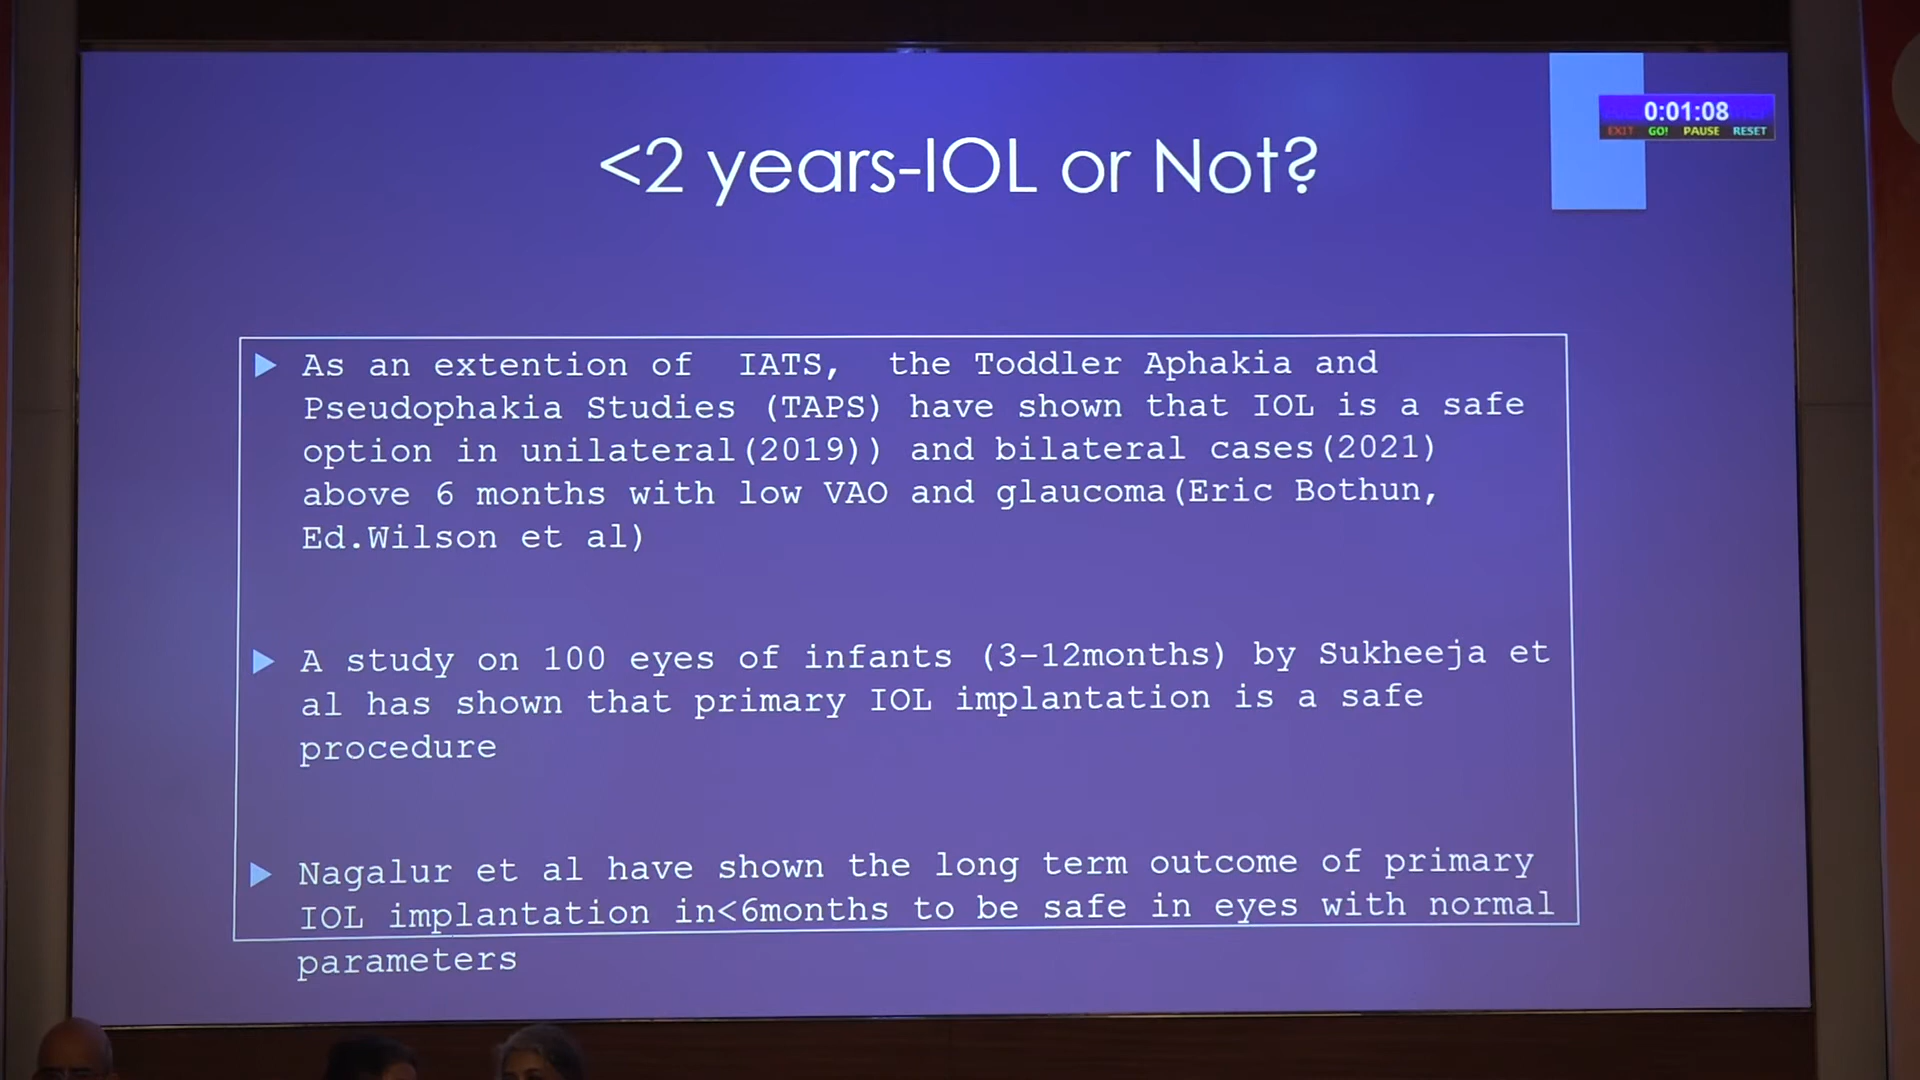 0:01:08
EXIT GO! PAUSE RESET
<2 years-IOL or Not?
As an extention of IATS, the Toddler Aphakia and
Pseudophakia Studies (TAPS) have shown that IOL is a safe
option in unilateral(2019)) and bilateral cases(2021)
above 6 months with low VAO and glaucoma(Eric Bothun,
Ed.Wilson et al)
A study on 100 eyes of infants (3-12months) by Sukheeja et
al has shown that primary IOL implantation is a safe
procedure
Nagalur et al have shown the long term outcome of primary
IOL implantation in<6months to be safe in eyes with normal
parameters